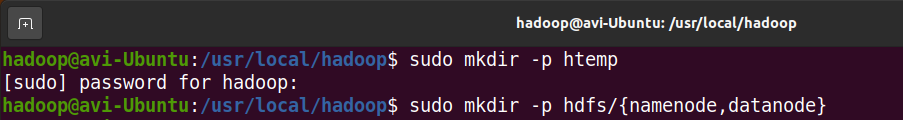 hadoop@avi-Ubuntu: /usr/local/hadoop
hadoop@avi-Ubuntu:/usr/local/hadoop$ sudo mkdir -p htemp
[sudo] password for hadoop:
hadoop@avi-Ubuntu:/usr/local/hadoop$ sudo mkdir -p hdfs/{namenode,datanode}